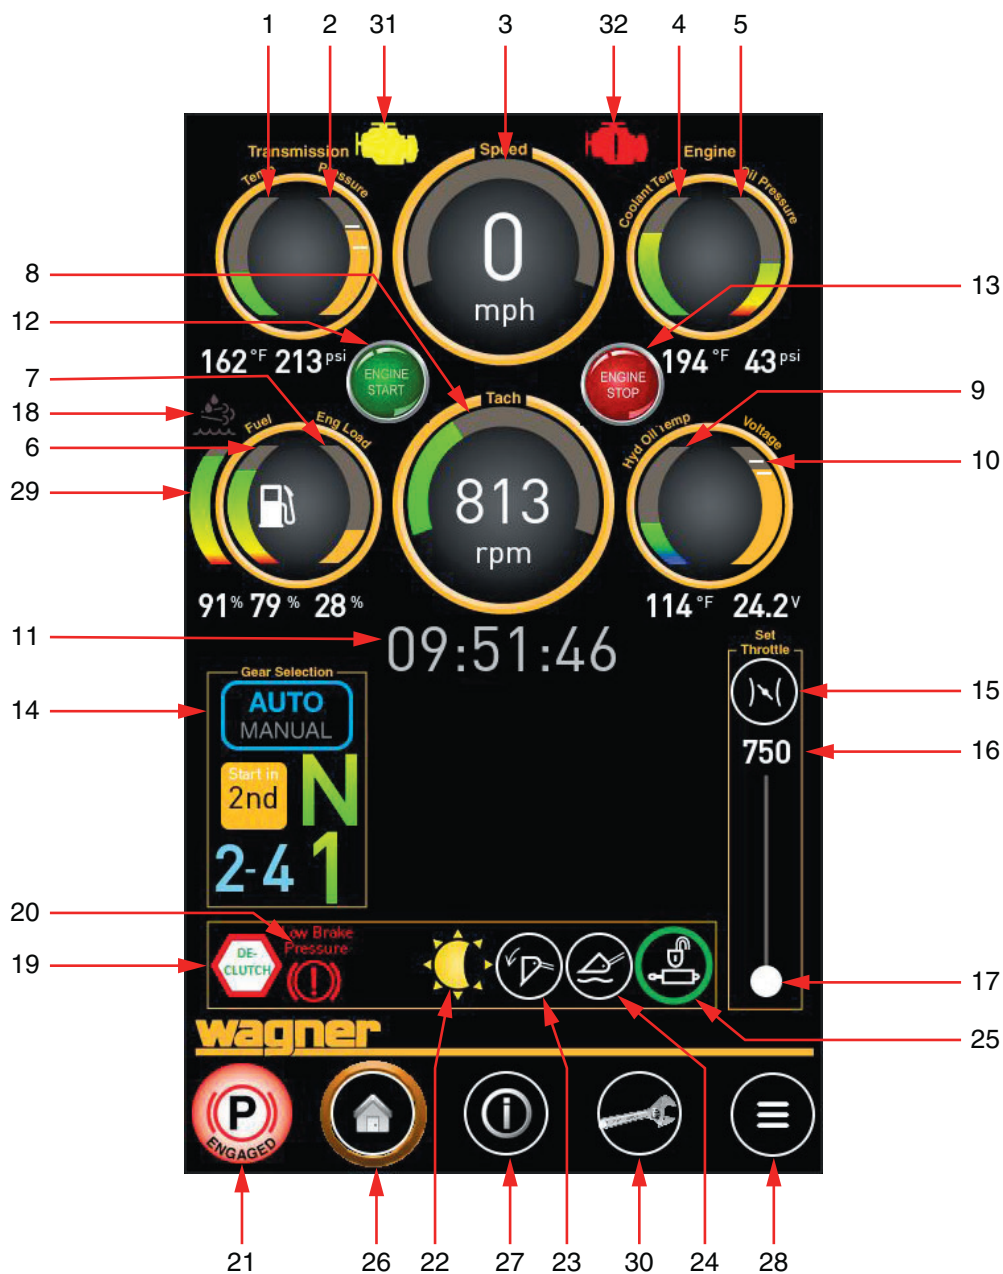 1 2 31 3 32 4 5
Transmission
Temp
Pressure
Speed
Engine
Coolant Temp
Oil Pressure
0
mph
8
13
12
162 °F 213 psi
ENGINE
START
ENGINE
STOP
194 °F 43 psi
7
9
18
Fuel
Eng Load
Tach
Hyd Oil Temp
Voltage
6
10
29
813
rpm
91 % 79 % 28 %
114 °F 24.2 V
11
09:51:46
Set
Throttle
Gear Selection
14
AUTO
MANUAL
15
750
16
Start in
2nd
N
2-4
1
20
Low Brake
Pressure
19
DE-
CLUTCH
17
25
wagner
P
ENGAGED
i
21 26 22 27 23 30 24 28